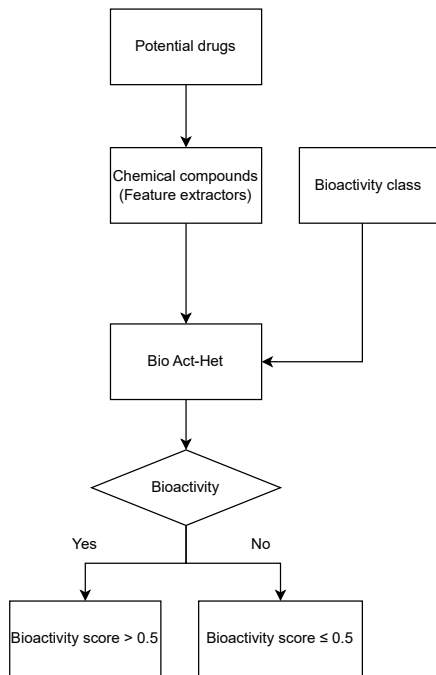 Potential drugs
Chemical compounds
(Feature extractors)
Bioactivity class
Bio Act-Het
Bioactivity
Yes
No
Bioactivity score > 0.5
Bioactivity score ≤ 0.5